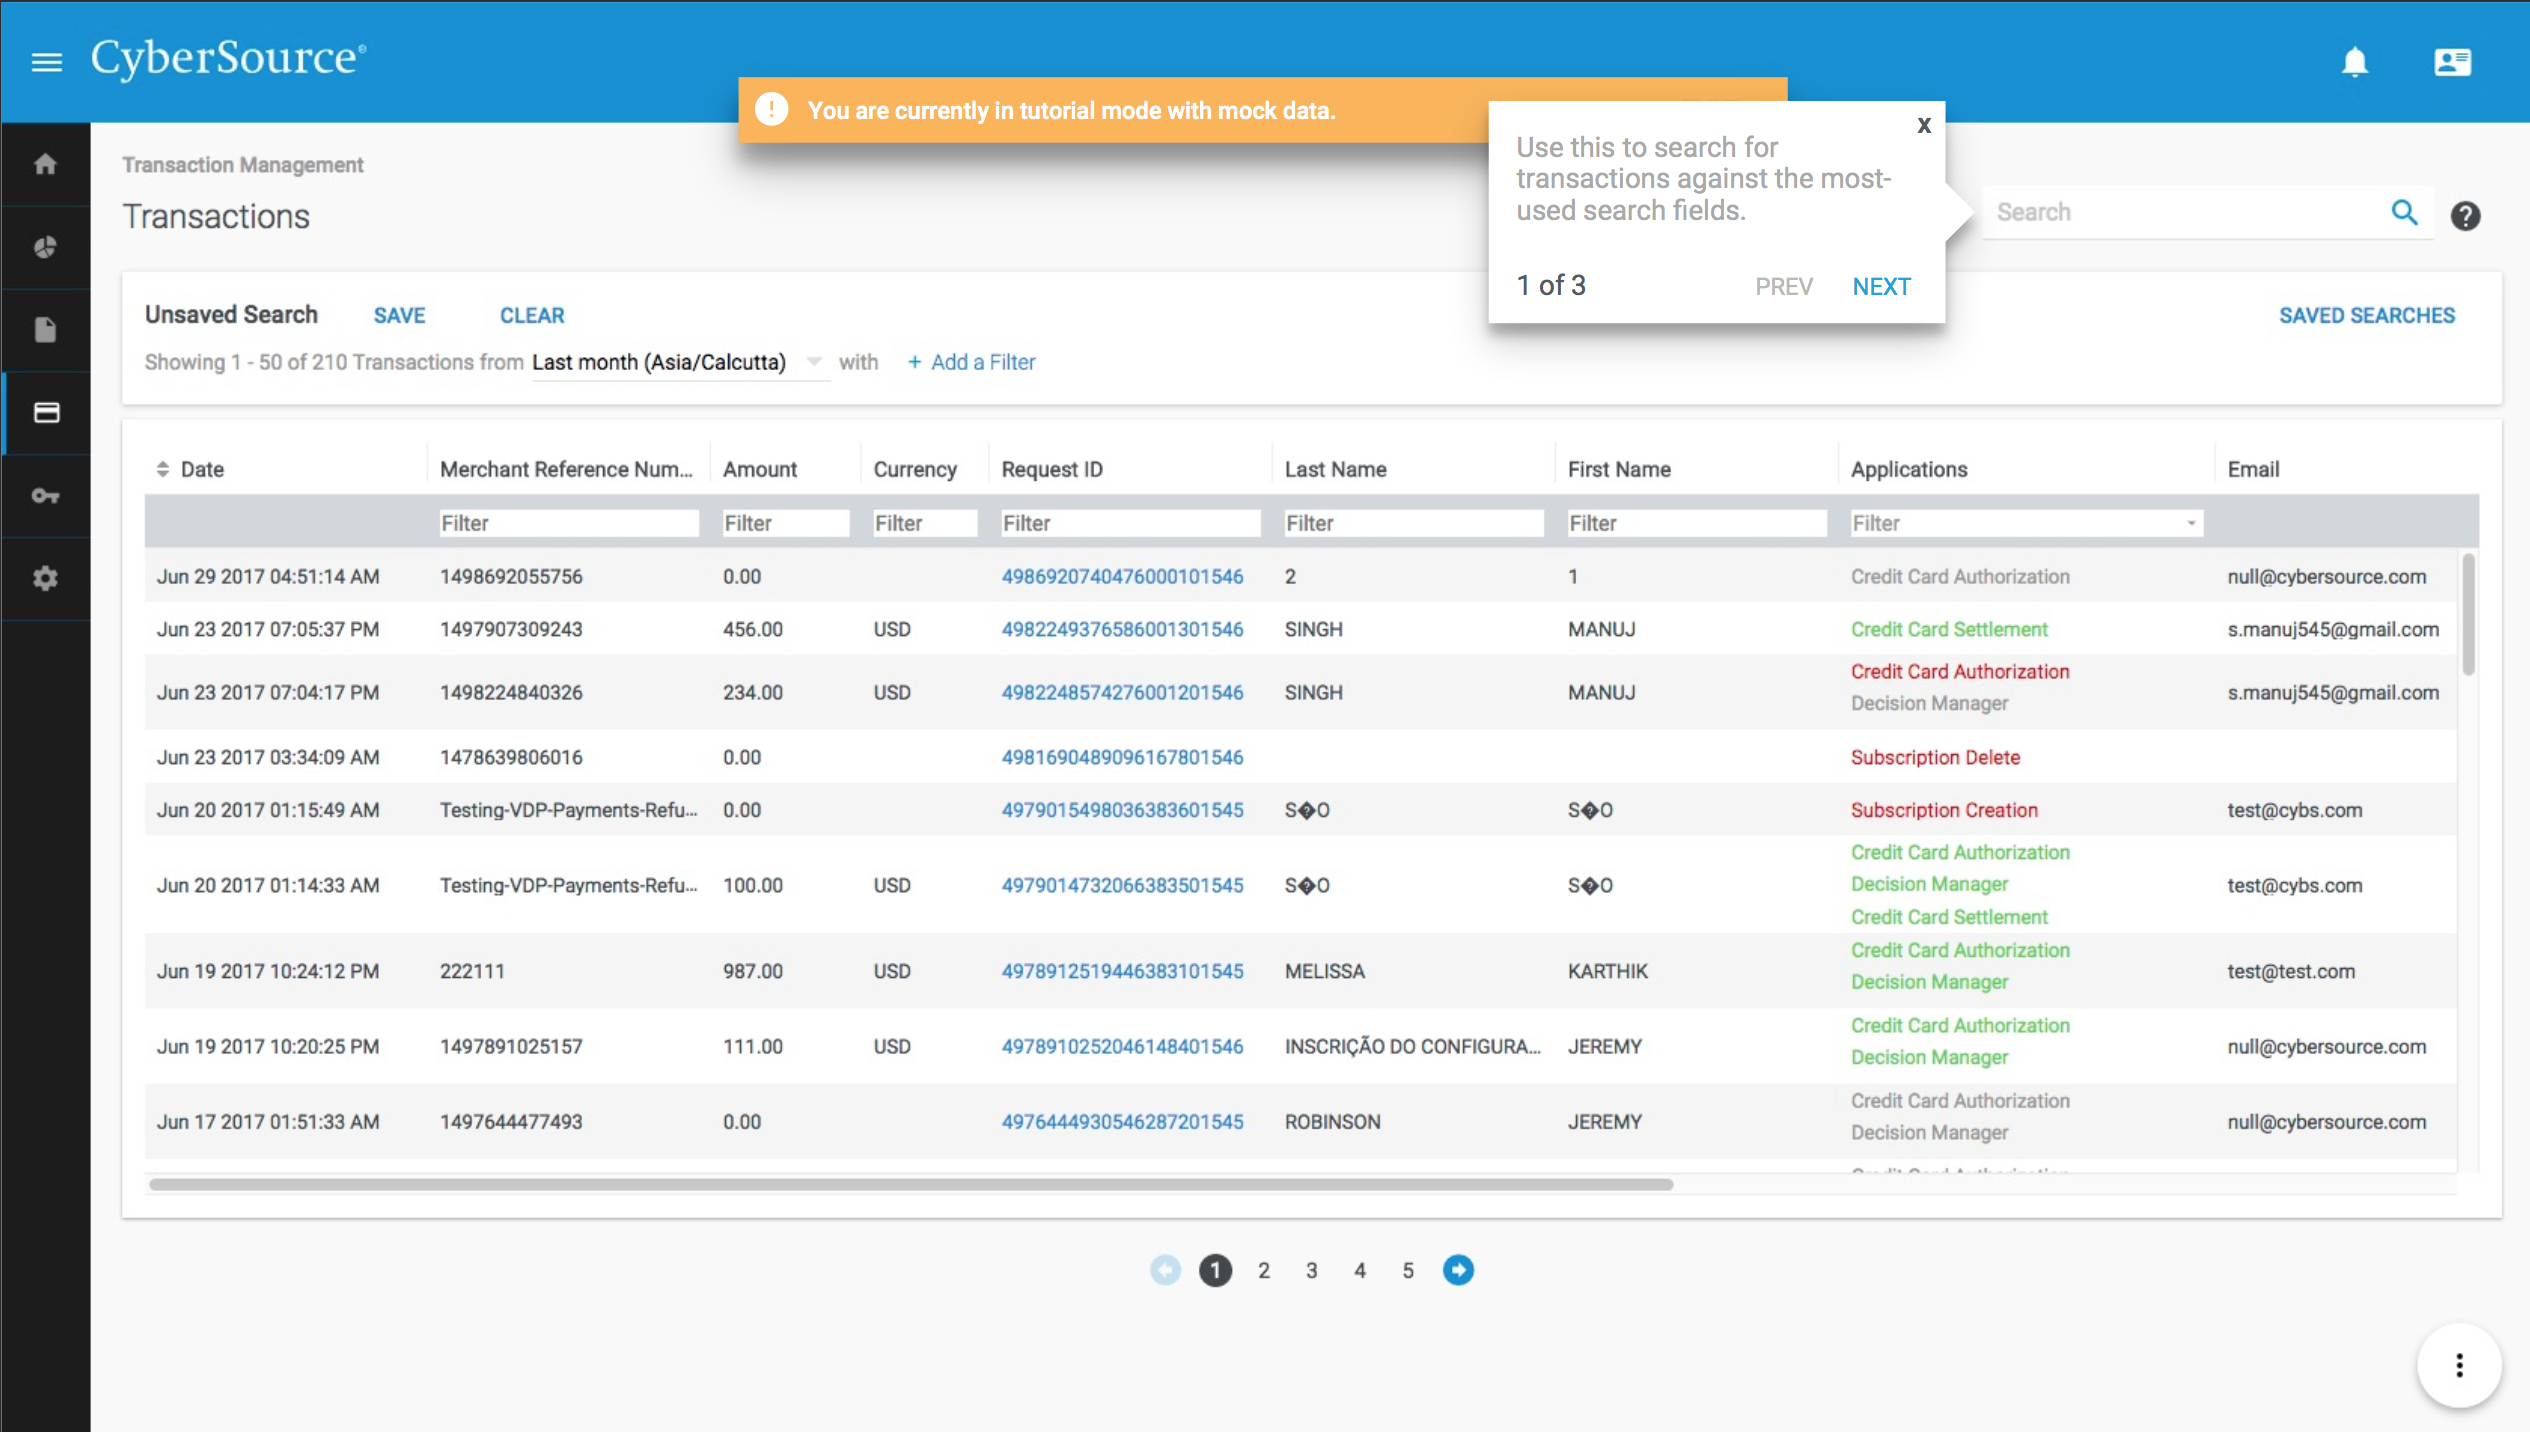 CyberSource®
You are currently in tutorial mode with mock data.
x
Use this to search for
transactions against the most-
used search fields.
1 of 3 PREV NEXT
Transaction Management
Transactions
Search
Unsaved Search SAVE CLEAR SAVED SEARCHES
Showing 1 - 50 of 210 Transactions from Last month (Asia/Calcutta) with + Add a Filter
Date Merchant Reference Num... Amount Currency Request ID Last Name First Name Applications Email
Filter Filter Filter Filter Filter Filter Filter
Jun 29 2017 04:51:14 AM 1498692055756 0.00 4986920740476000101546 2 1 Credit Card Authorization null@cybersource.com
Jun 23 2017 07:05:37 PM 1497907309243 456.00 USD 4982249376586001301546 SINGH MANUJ Credit Card Settlement s.manuj545@gmail.com
Jun 23 2017 07:04:17 PM 1498224840326 234.00 USD 4982248574276001201546 SINGH MANUJ Credit Card Authorization s.manuj545@gmail.com
Decision Manager
Jun 23 2017 03:34:09 AM 1478639806016 0.00 4981690489096167801546 Subscription Delete
Jun 20 2017 01:15:49 AM Testing-VDP-Payments-Refu... 0.00 4979015498036383601545 S�O S�O Subscription Creation test@cybs.com
Jun 20 2017 01:14:33 AM Testing-VDP-Payments-Refu... 100.00 USD 4979014732066383501545 S�O S�O Credit Card Authorization test@cybs.com
Decision Manager
Credit Card Settlement
Jun 19 2017 10:24:12 PM 222111 987.00 USD 4978912519446383101545 MELISSA KARTHIK Credit Card Authorization test@test.com
Decision Manager
Jun 19 2017 10:20:25 PM 1497891025157 111.00 USD 4978910252046148401546 INSCRIÇÃO DO CONFIGURA... JEREMY Credit Card Authorization null@cybersource.com
Decision Manager
Jun 17 2017 01:51:33 AM 1497644477493 0.00 4976444930546287201545 ROBINSON JEREMY Credit Card Authorization null@cybersource.com
Decision Manager
1 2 3 4 5